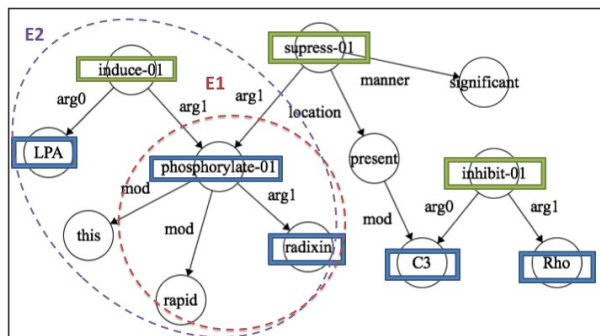 E2
supress-01
induce-01
E1
manner
significant
arg0
arg1
arg1
location
LPA
present
phosphorylate-01
inhibit-01
mod
arg1
mod
arg0
arg1
this
mod
radixin
C3
Rho
rapid